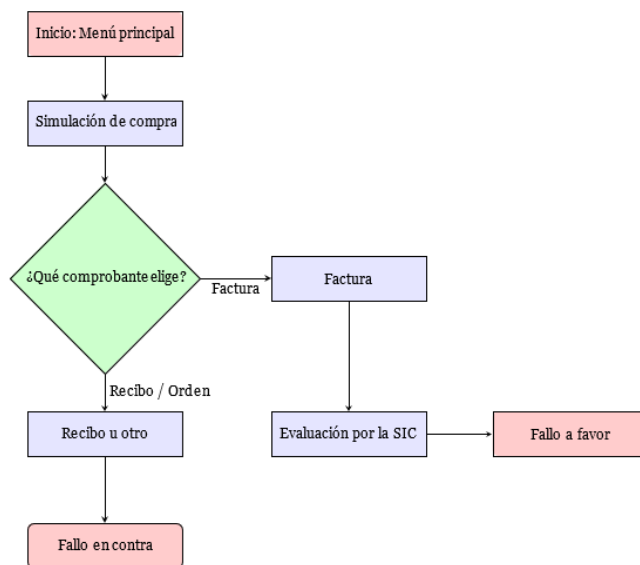 Inicio: Menú principal
Simulación de compra
¿Qué comprobante elige?
Factura
Factura
Recibo / Orden
Recibo u otro
Evaluación por la SIC
Fallo a favor
Fallo en contra